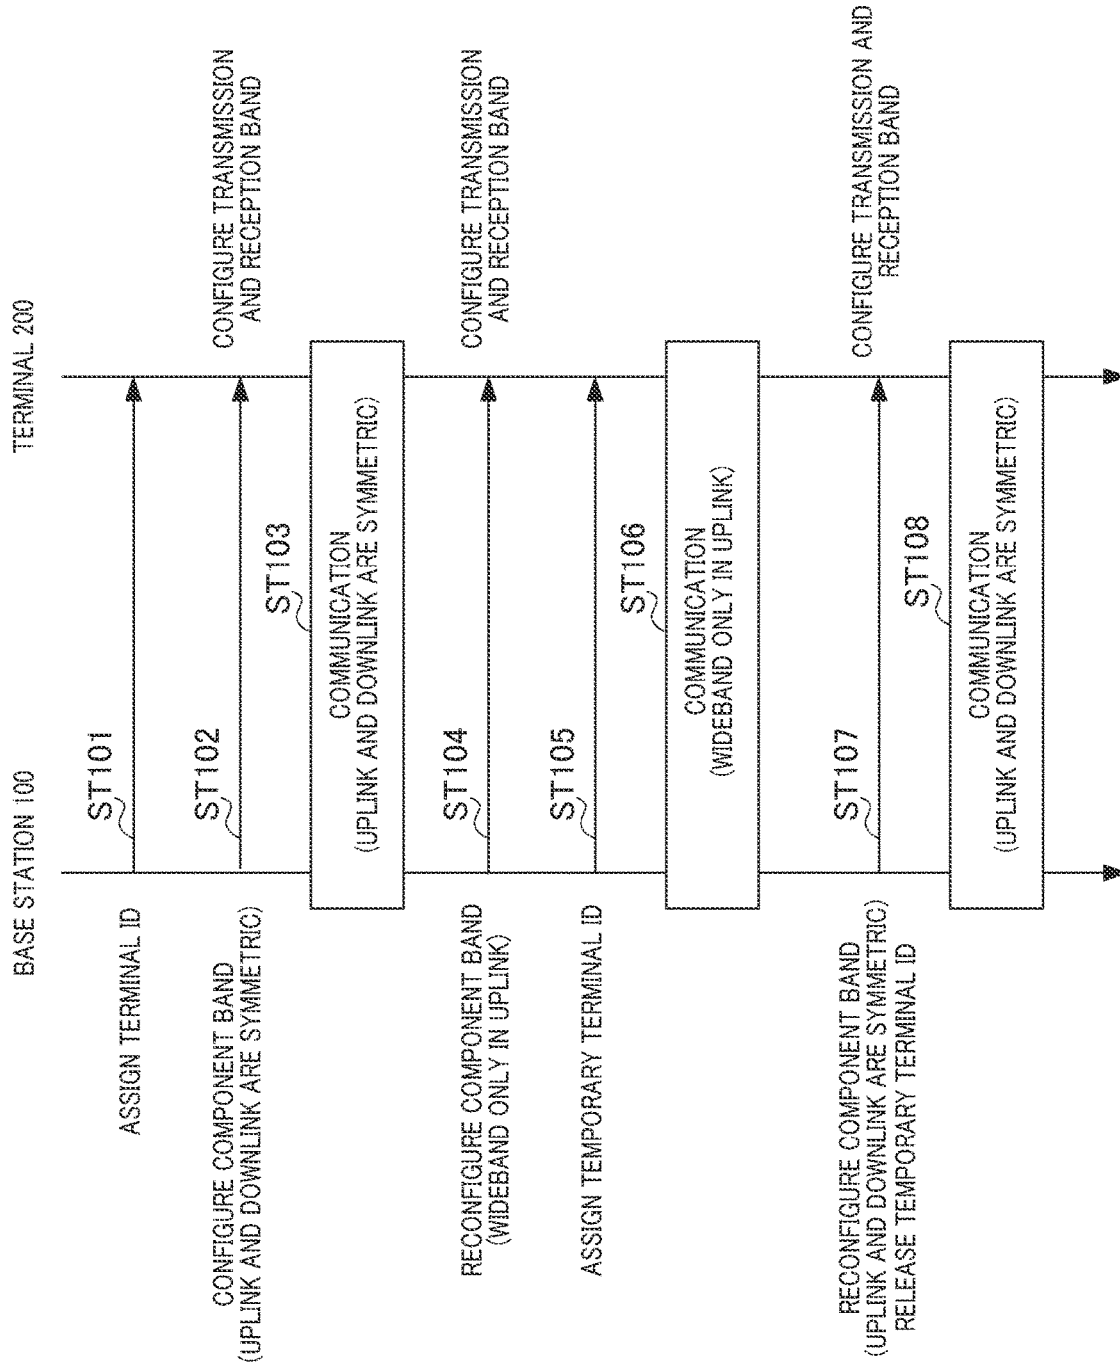 BASE STATION 100
TERMINAL 200
ASSIGN TERMINAL ID
ST101
CONFIGURE COMPONENT BAND
(UPLINK AND DOWNLINK ARE SYMMETRIC)
ST102
CONFIGURE TRANSMISSION
AND RECEPTION BAND
ST103
COMMUNICATION
(UPLINK AND DOWNLINK ARE SYMMETRIC)
RECONFIGURE COMPONENT BAND
(WIDEBAND ONLY IN UPLINK)
ST104
CONFIGURE TRANSMISSION
AND RECEPTION BAND
ASSIGN TEMPORARY TERMINAL ID
ST105
ST106
COMMUNICATION
(WIDEBAND ONLY IN UPLINK)
RECONFIGURE COMPONENT BAND
(UPLINK AND DOWNLINK ARE SYMMETRIC)
RELEASE TEMPORARY TERMINAL ID
ST107
CONFIGURE TRANSMISSION AND
RECEPTION BAND
ST108
COMMUNICATION
(UPLINK AND DOWNLINK ARE SYMMETRIC)